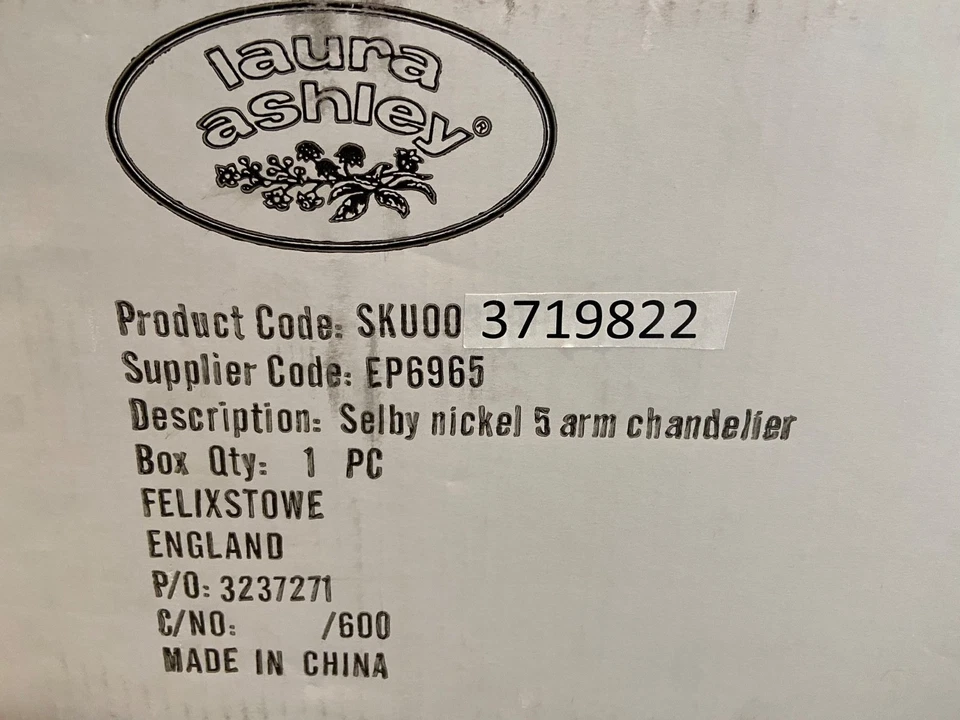 laura
ashley®
Product Code: SKU00 3719822
Supplier Code: EP6965
Description: Selby nickel 5 arm chandelier
Box Qty: 1 PC
FELIXSTOWE
ENGLAND
P/O: 3237271
C/NO: /600
MADE IN CHINA